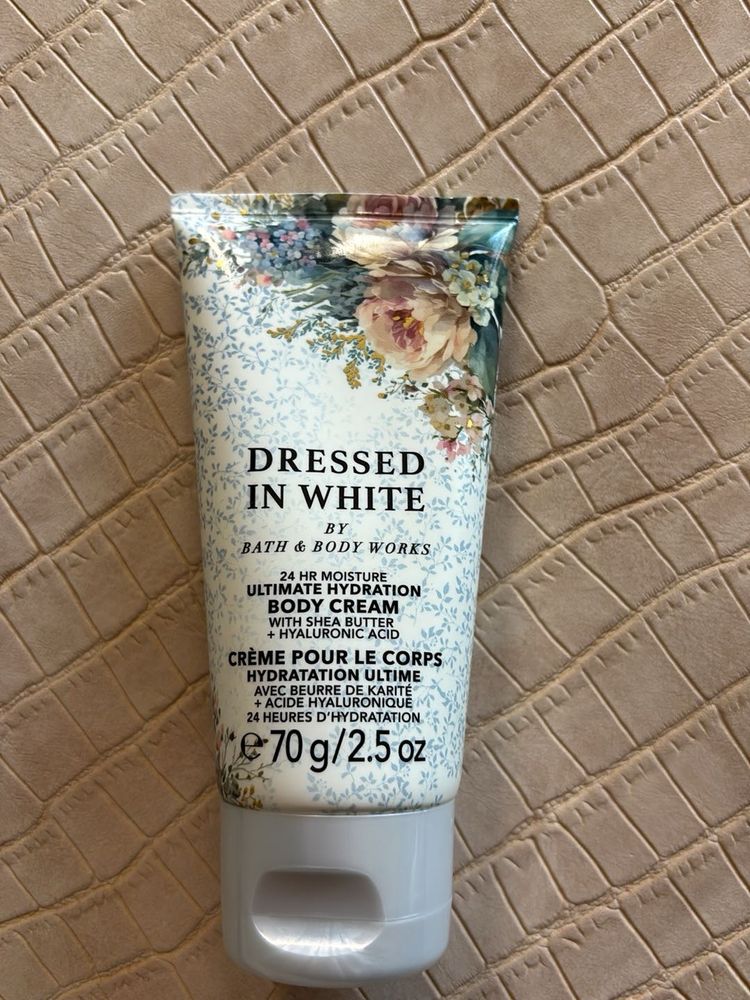 DRESSED
IN WHITE
BY
BATH & BODY WORKS
24 HR MOISTURE
ULTIMATE HYDRATION
BODY CREAM
WITH SHEA BUTTER
+ HYALURONIC ACID
CRÈME POUR LE CORPS
HYDRATATION ULTIME
AVEC BEURRE DE KARITÉ
+ ACIDE HYALURONIQUE
24 HEURES D'HYDRATATION
℮ 70 g/2.5 oz